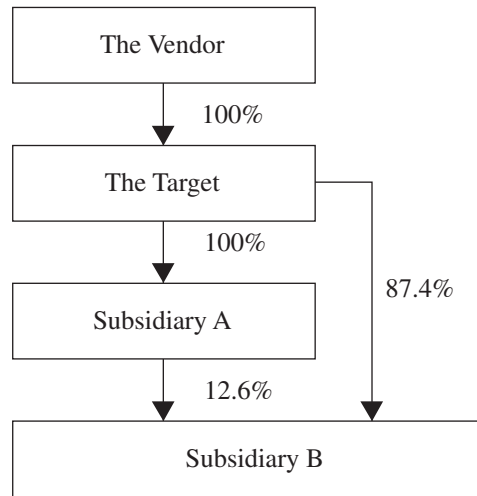 The Vendor
100%
The Target
100%
87.4%
Subsidiary A
12.6%
Subsidiary B